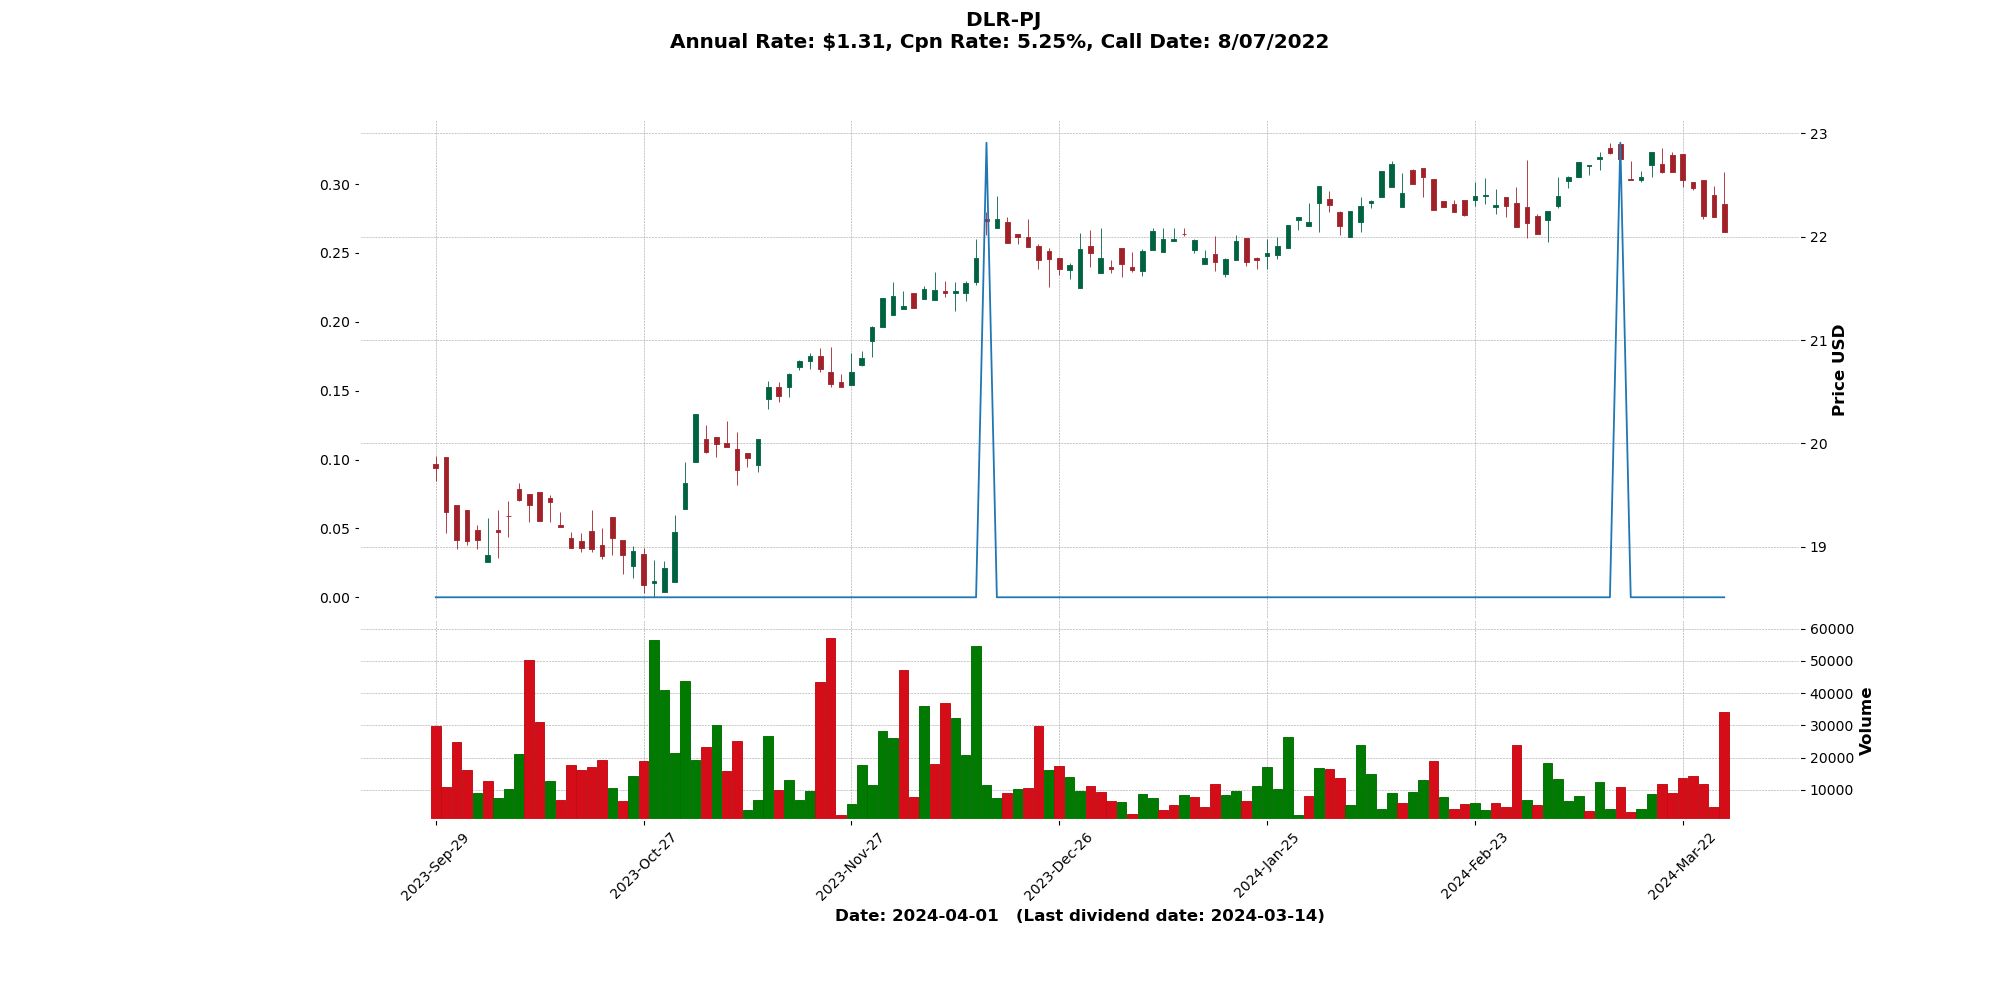 DLR-PJ
Annual Rate: $1.31, Cpn Rate: 5.25%, Call Date: 8/07/2022
0.30
0.25
0.20
0.15
0.10
0.05
0.00
23
22
21
20
19
Price USD
60000
50000
40000
30000
20000
10000
Volume
2023-Sep-29
2023-Oct-27
2023-Nov-27
2023-Dec-26
2024-Jan-25
2024-Feb-23
2024-Mar-22
Date: 2024-04-01 (Last dividend date: 2024-03-14)